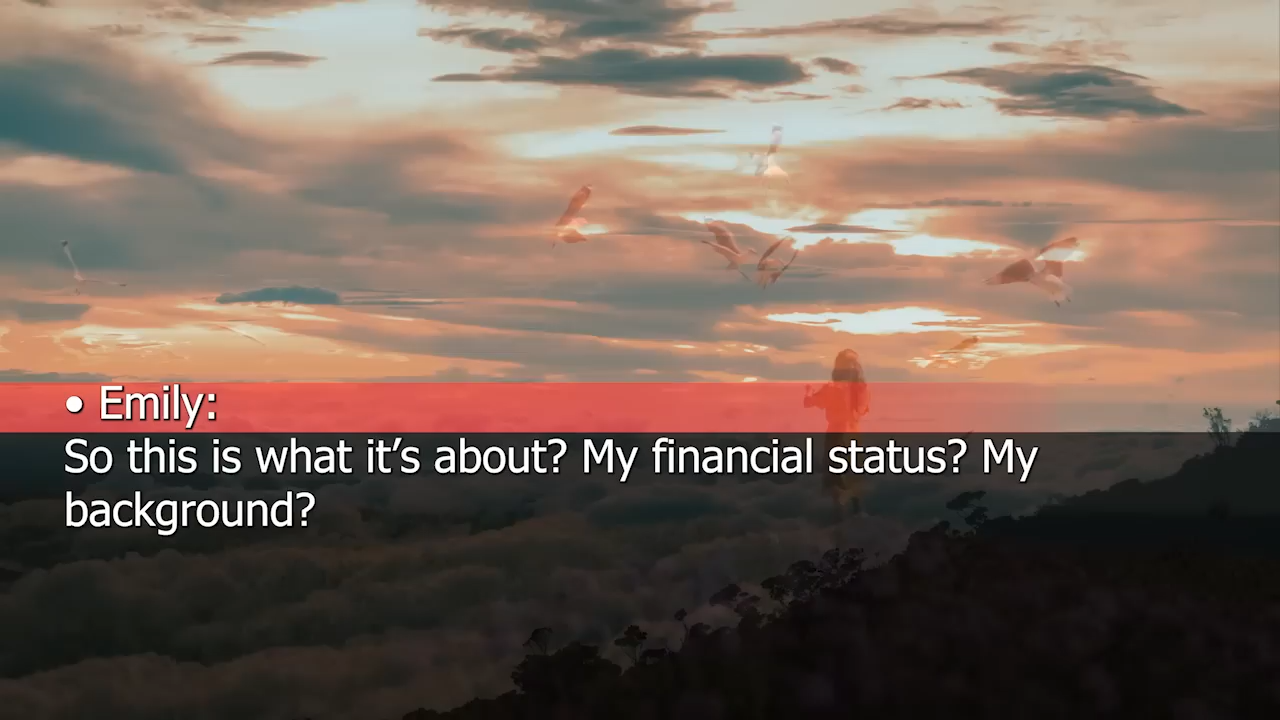 • Emily:
So this is what it’s about? My financial status? My
background?